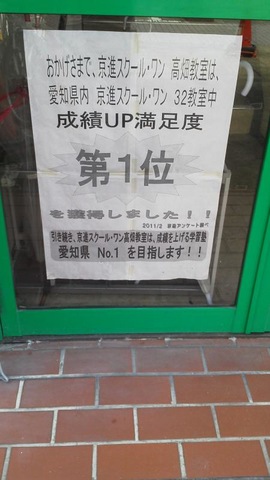 おかげさまで、京進スクール・ワン 高畑教室は、
愛知県内 京進スクール・ワン 32教室中
成績UP満足度
第1位
を獲得しました！！
2011/2 京進アンケート調べ
引き続き、京進スクール・ワン高畑教室は、成績を上げる学習塾
愛知県 No.1 を目指します！！